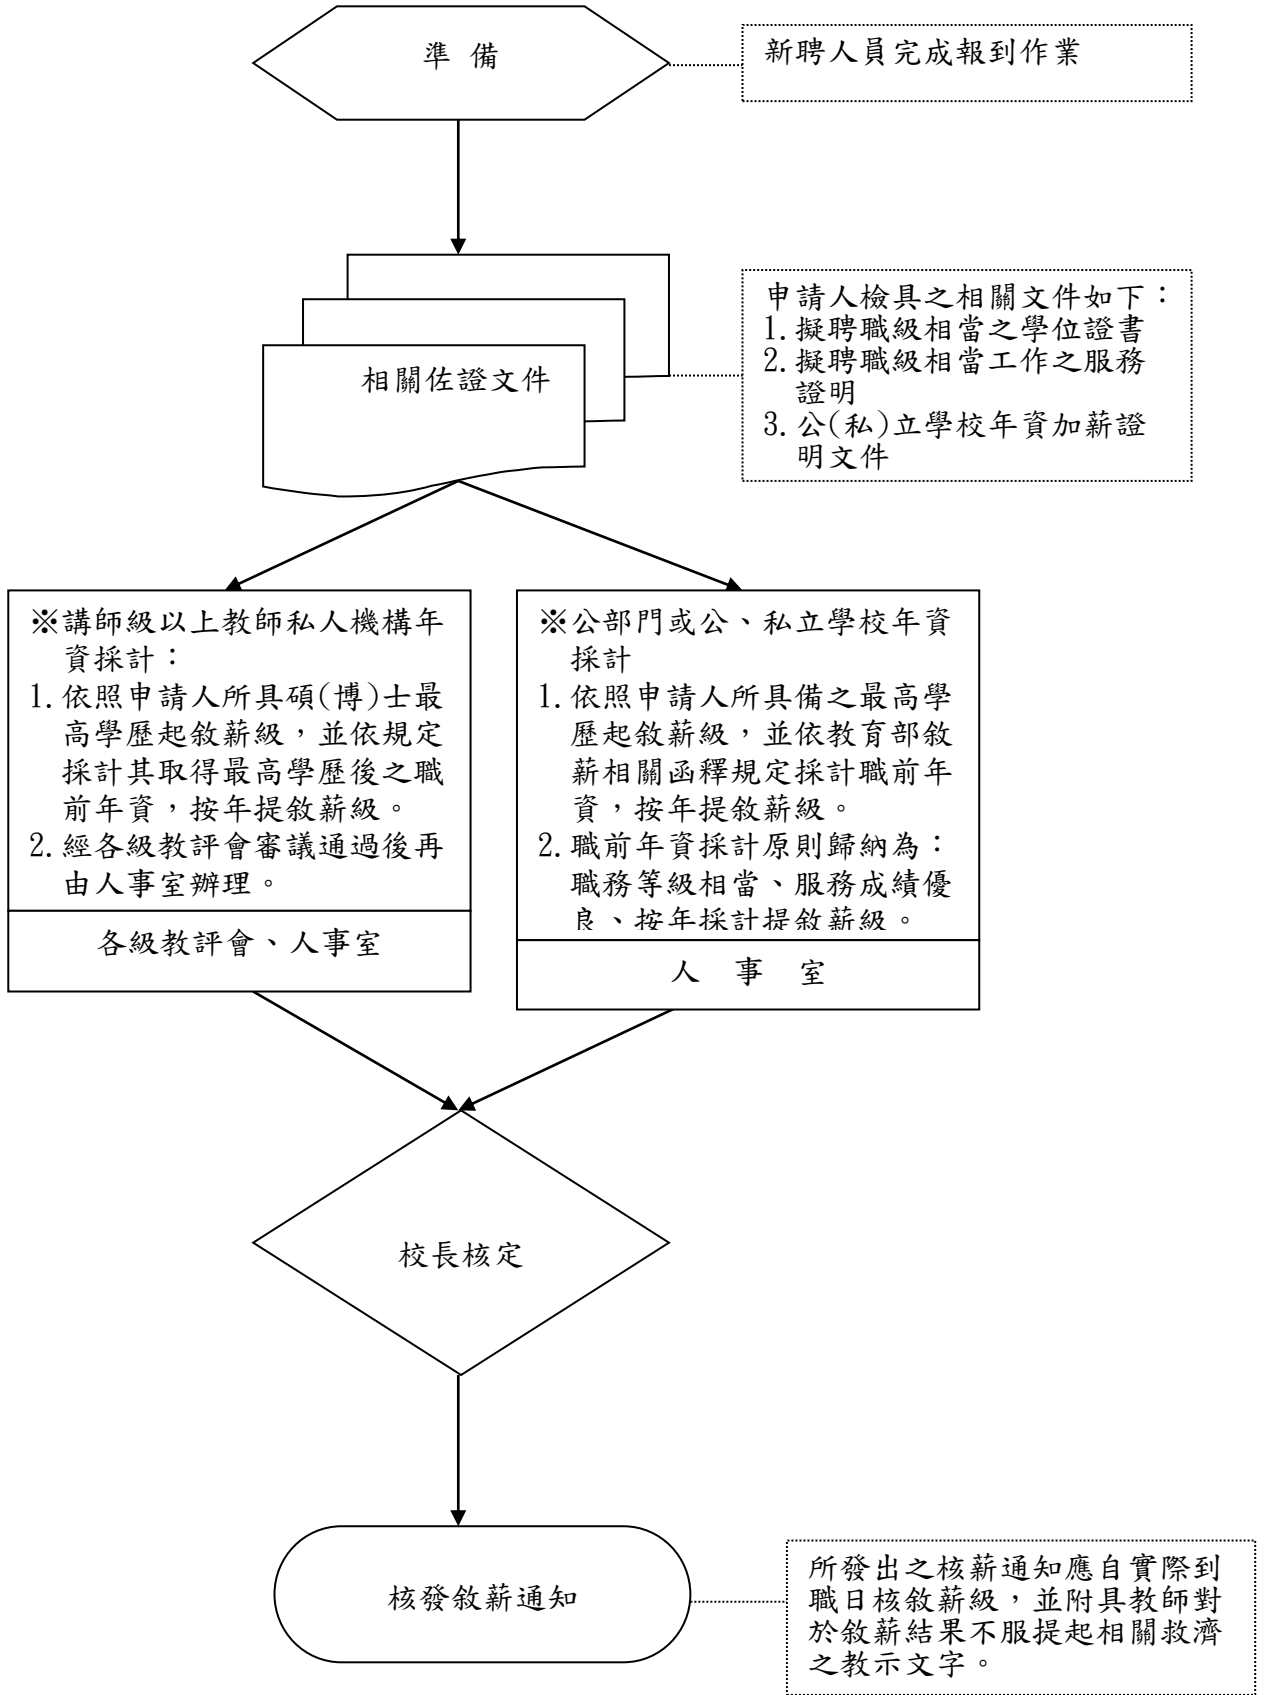 準 備
新聘人員完成報到作業
相關佐證文件
申請人檢具之相關文件如下：
1.擬聘職級相當之學位證書
2.擬聘職級相當工作之服務
證明
3.公(私)立學校年資加薪證
明文件
※講師級以上教師私人機構年
資採計：
1.依照申請人所具碩(博)士最
高學歷起敘薪級，並依規定
採計其取得最高學歷後之職
前年資，按年提敘薪級。
2.經各級教評會審議通過後再
由人事室辦理。
各級教評會、人事室
※公部門或公、私立學校年資
採計
1.依照申請人所具備之最高學
歷起敘薪級，並依教育部敘
薪相關函釋規定採計職前年
資，按年提敘薪級。
2.職前年資採計原則歸納為：
職務等級相當、服務成績優
良、按年採計提敘薪級。
人 事 室
校長核定
核發敘薪通知
所發出之核薪通知應自實際到
職日核敘薪級，並附具教師對
於敘薪結果不服提起相關救濟
之教示文字。